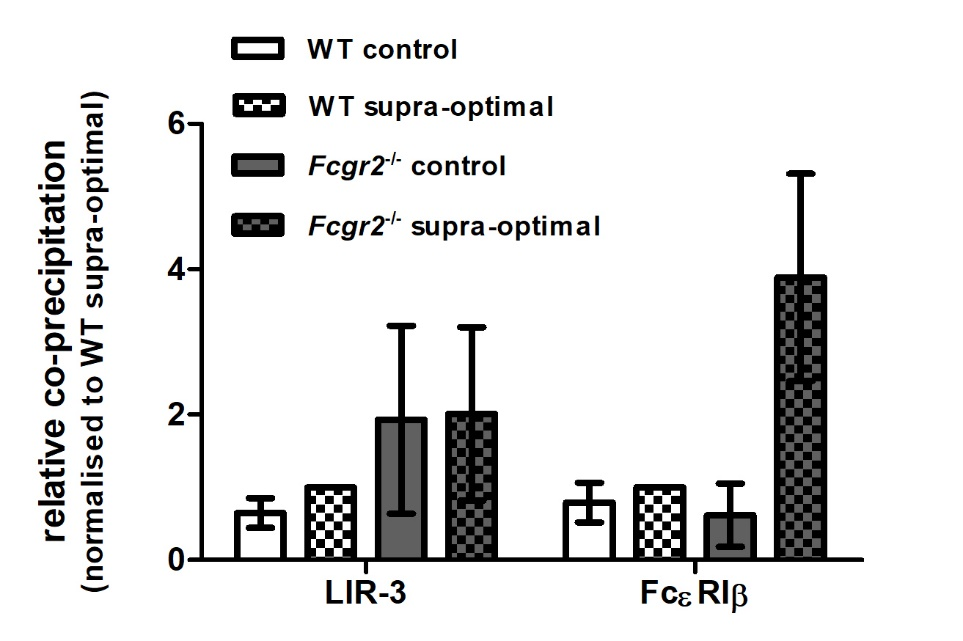 WT control
WT supra-optimal
Fcgr2-/- control
Fcgr2-/- supra-optimal
relative co-precipitation
(normalised to WT supra-optimal)
6
4
2
0
LIR-3
FcεRIβ